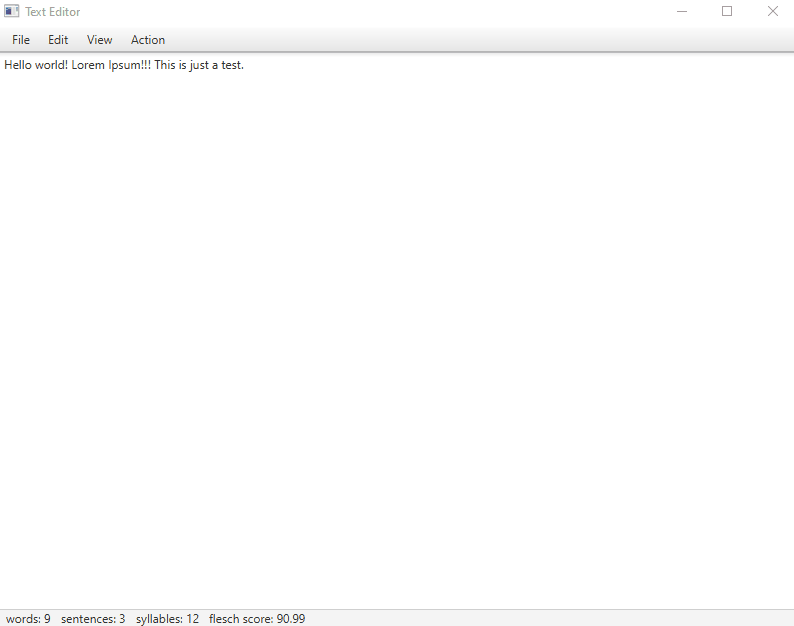 Text Editor
File Edit View Action
Hello world! Lorem Ipsum!!! This is just a test.
words: 9 sentences: 3 syllables: 12 flesch score: 90.99